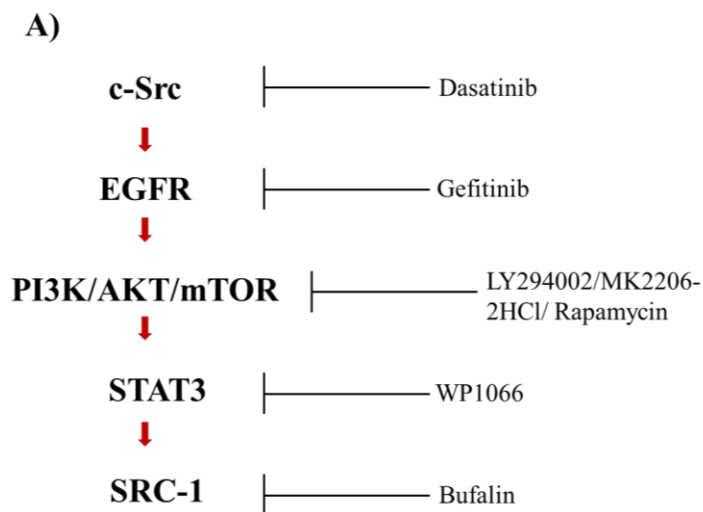 A)
c-Src
Dasatinib
EGFR
Gefitinib
PI3K/AKT/mTOR
LY294002/MK2206-
2HCl/ Rapamycin
STAT3
WP1066
SRC-1
Bufalin